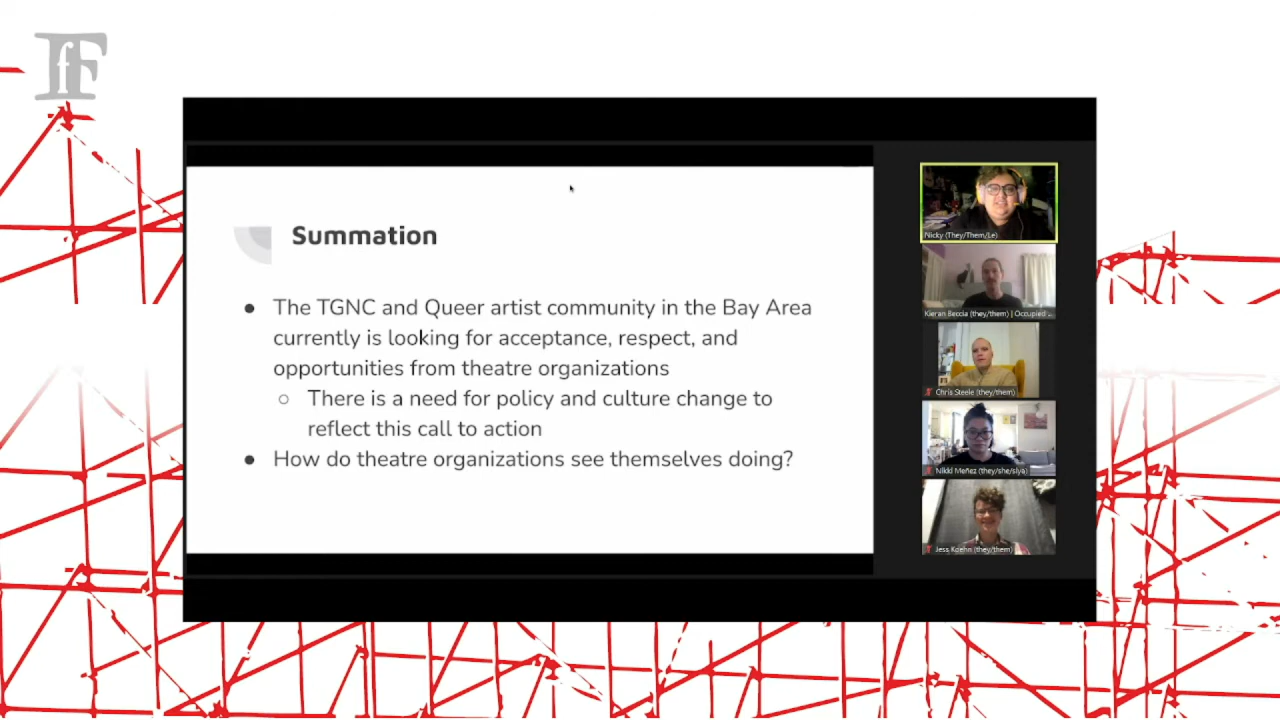 fF
Summation
● The TGNC and Queer artist community in the Bay Area
currently is looking for acceptance, respect, and
opportunities from theatre organizations
○ There is a need for policy and culture change to
reflect this call to action
● How do theatre organizations see themselves doing?
Nicky (They/Them/Le)
Kieran Beccia (they/them) | Occupied ...
Chris Steele (they/them)
Nikki Meñez (they/she/siya)
Jess Koehn (they/them)